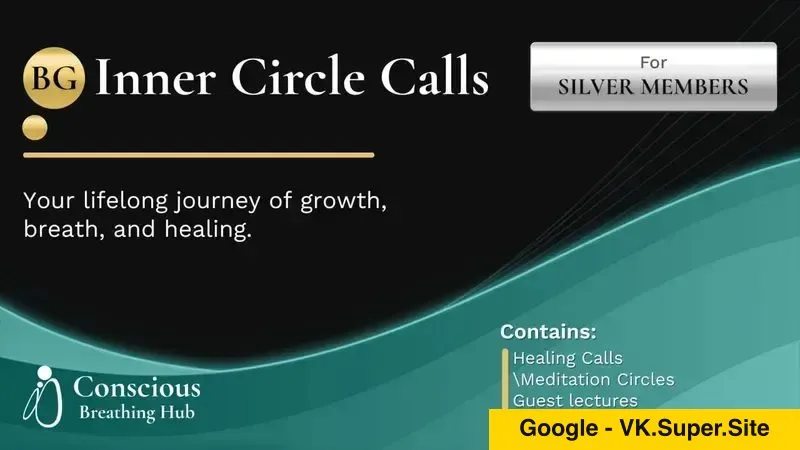 BG Inner Circle Calls
For
SILVER MEMBERS
Your lifelong journey of growth,
breath, and healing.
Contains:
Healing Calls
\Meditation Circles
Guest lectures
Conscious
Breathing Hub
Google - VK.Super.Site